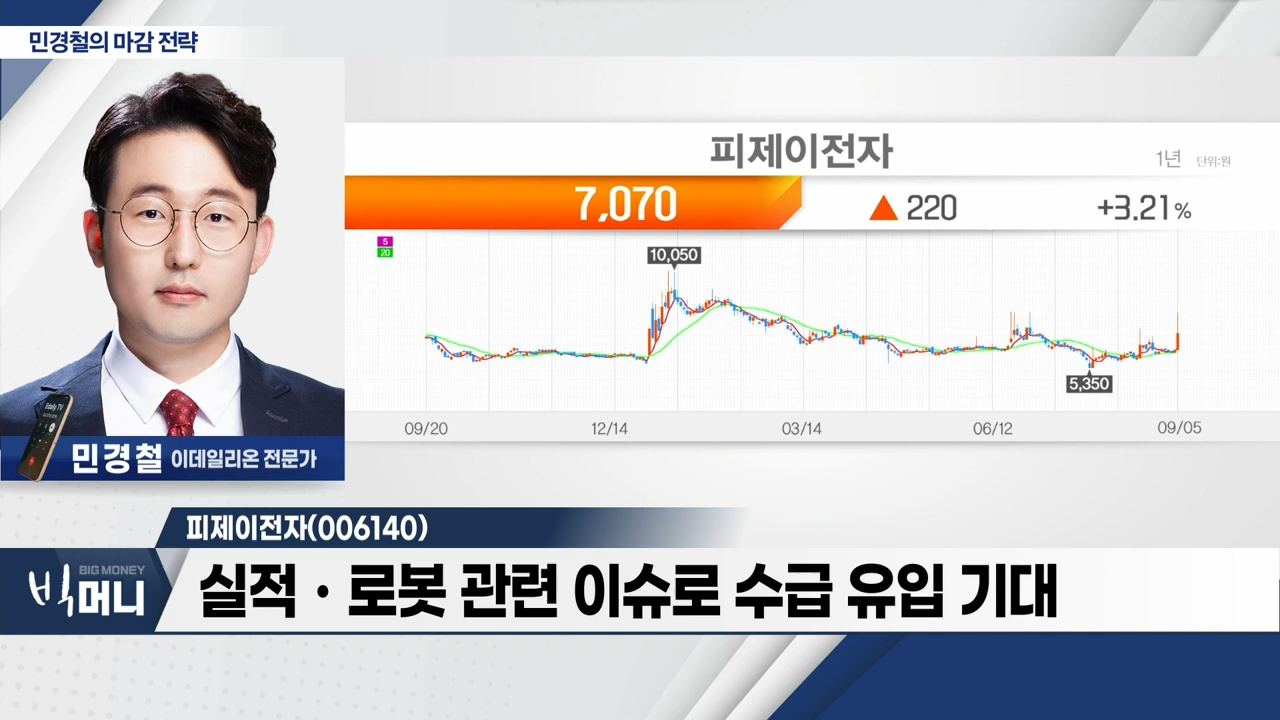 민경철의 마감 전략
피제이전자
1년 단위:원
7,070
▲ 220
+3.21%
5
20
10,050
5,350
09/20
12/14
03/14
06/12
09/05
Edaily TV
민경철 이데일리온 전문가
피제이전자(006140)
BIG MONEY
빅머니
실적·로봇 관련 이슈로 수급 유입 기대